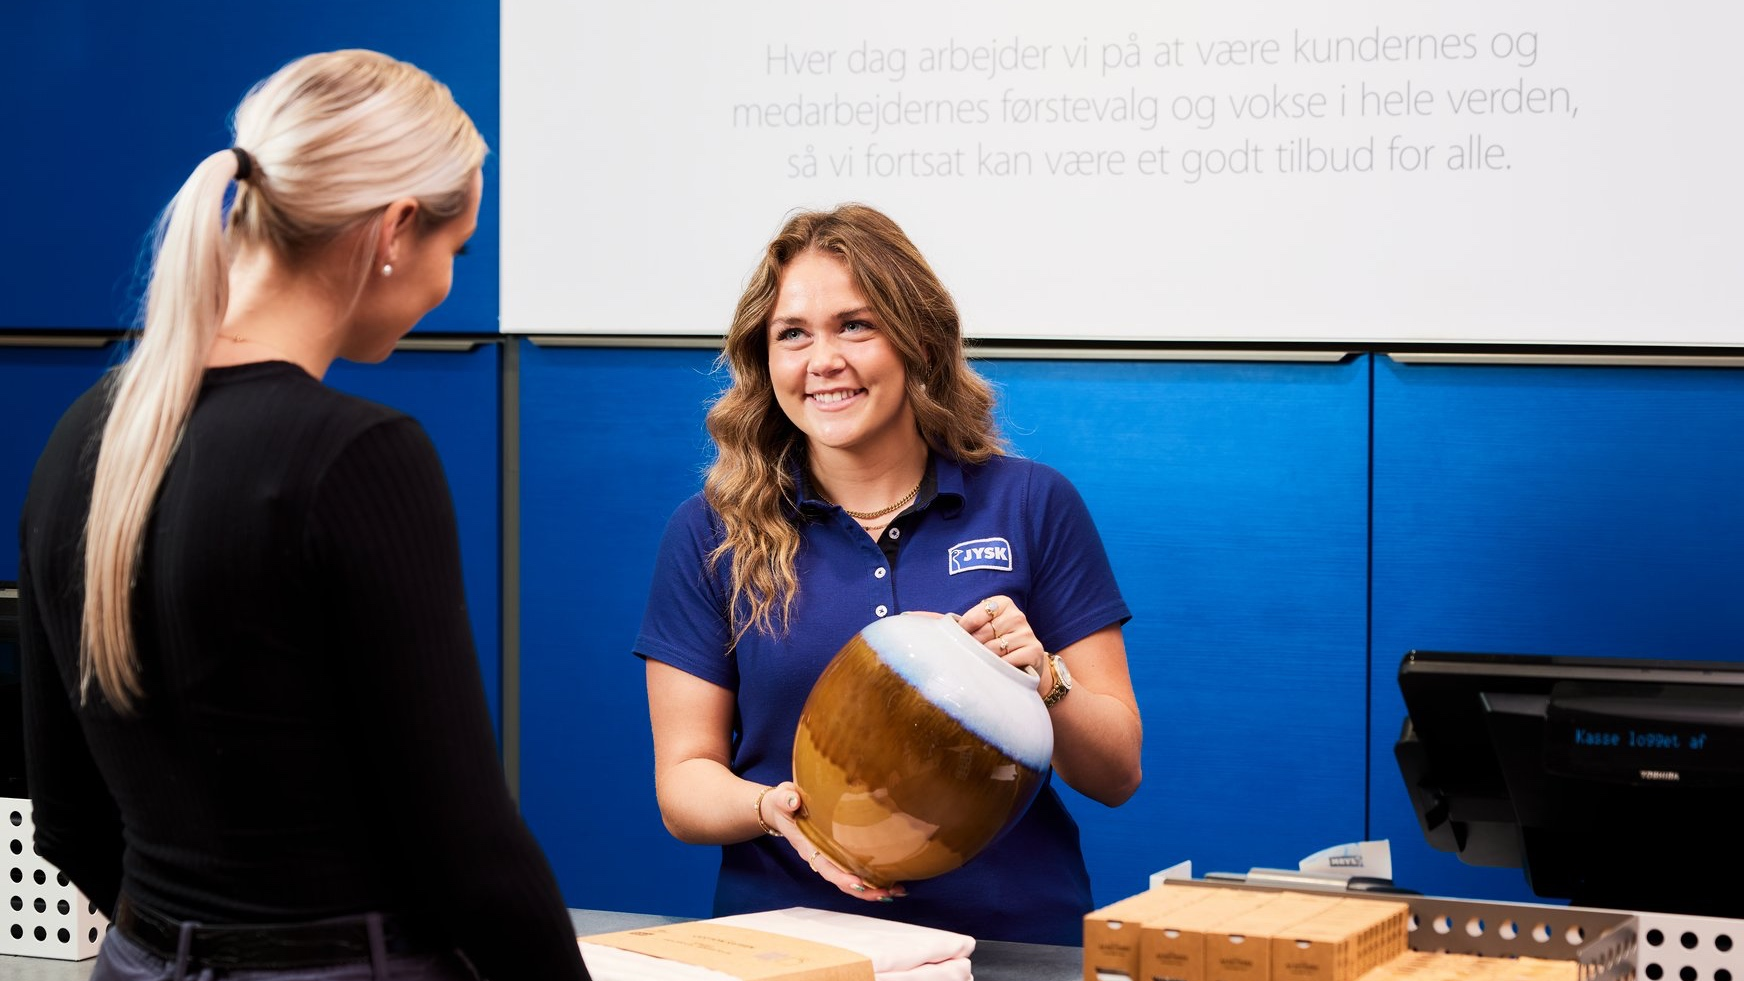 Hver dag arbejder vi på at være kundernes og
medarbejdernes førstevalg og vokse i hele verden,
så vi fortsat kan være et godt tilbud for alle.
JYSK
Kasse logget af
TOSHIBA